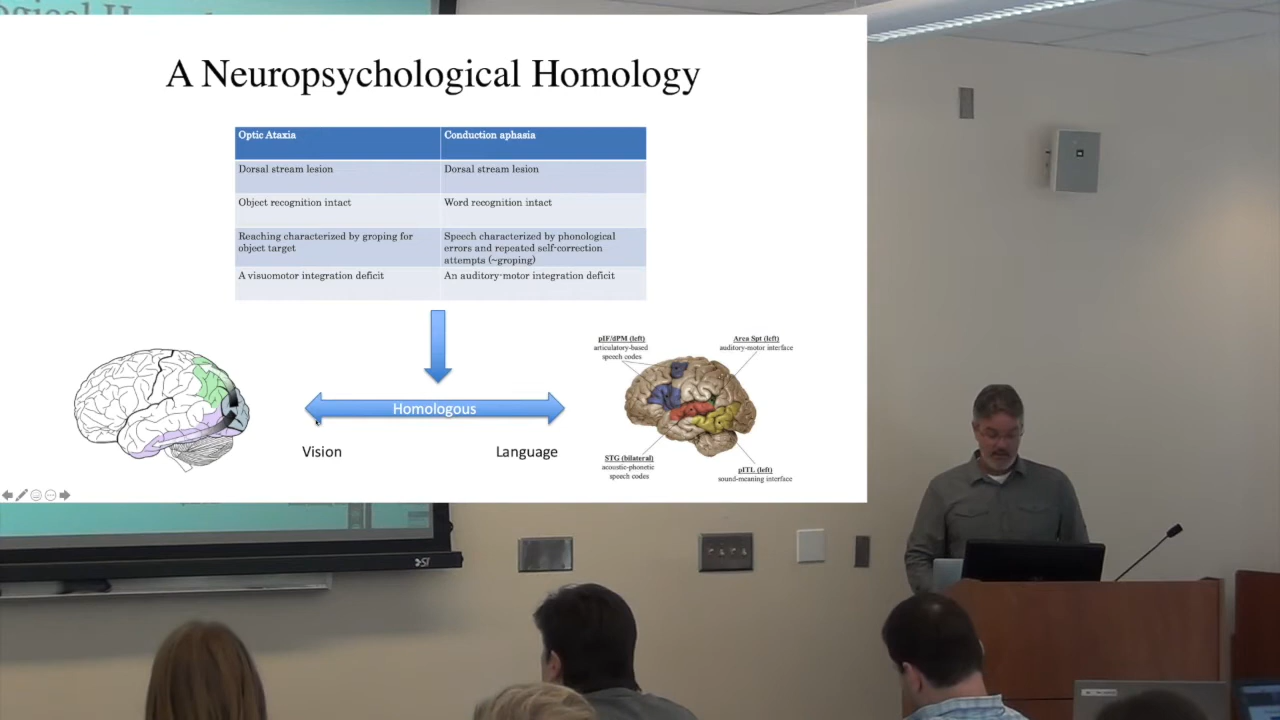 A Neuropsychological Homology
Optic Ataxia
Conduction aphasia
Dorsal stream lesion
Dorsal stream lesion
Object recognition intact
Word recognition intact
Reaching characterized by groping for
object target
Speech characterized by phonological
errors and repeated self-correction
attempts (~groping)
A visuomotor integration deficit
An auditory-motor integration deficit
Homologous
Vision
Language
pIF/dPM (left)
articulatory-based
speech codes
Area Spt (left)
auditory-motor interface
STG (bilateral)
acoustic-phonetic
speech codes
pITL (left)
sound-meaning interface